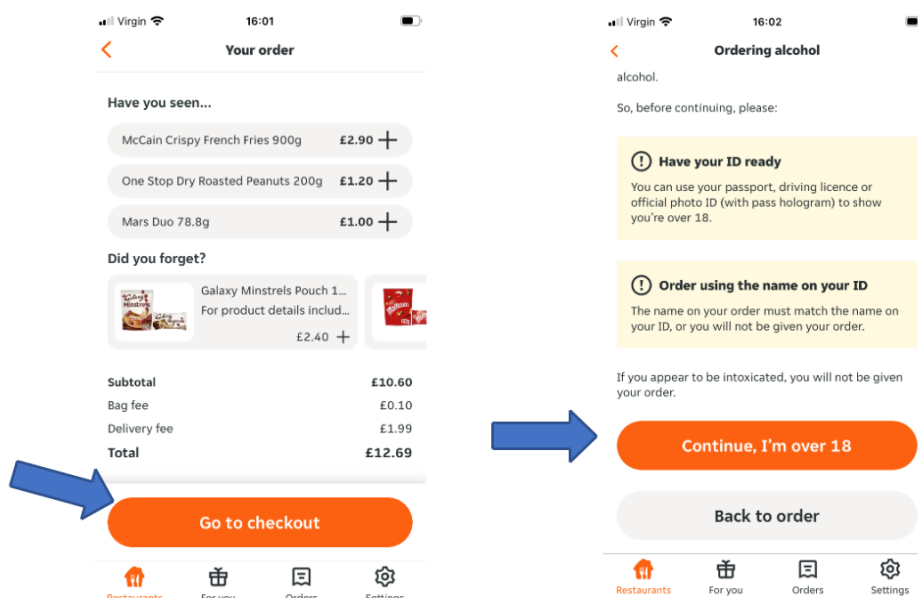 Virgin 16:01
Your order
Have you seen...
McCain Crispy French Fries 900g £2.90
One Stop Dry Roasted Peanuts 200g £1.20
Mars Duo 78.8g £1.00
Did you forget?
Galaxy Minstrels Pouch 1...
For product details includ...
£2.40
Subtotal £10.60
Bag fee £0.10
Delivery fee £1.99
Total £12.69
Go to checkout
Restaurants For you Orders Settings
Virgin 16:02
Ordering alcohol
alcohol.
So, before continuing, please:
Have your ID ready
You can use your passport, driving licence or
official photo ID (with pass hologram) to show
you're over 18.
Order using the name on your ID
The name on your order must match the name on
your ID, or you will not be given your order.
If you appear to be intoxicated, you will not be given
your order.
Continue, I'm over 18
Back to order
Restaurants For you Orders Settings